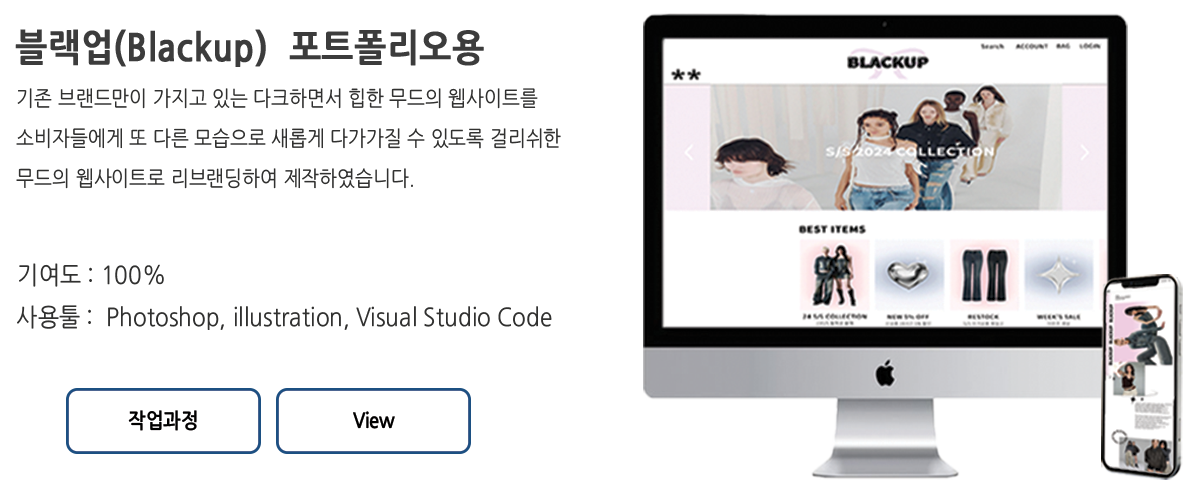 블랙업(Blackup) 포트폴리오용
기존 브랜드만이 가지고 있는 다크하면서 힙한 무드의 웹사이트를
소비자들에게 또 다른 모습으로 새롭게 다가가질 수 있도록 걸리쉬한
무드의 웹사이트로 리브랜딩하여 제작하였습니다.
기여도 : 100%
사용툴 : Photoshop, illustration, Visual Studio Code
작업과정
View
Search ACCOUNT BAG LOGIN
BLACKUP
**
S/S 2024 COLLECTION
BEST ITEMS
24 S/S COLLECTION
NEW 5% OFF
RESTOCK
WEEK'S SALE